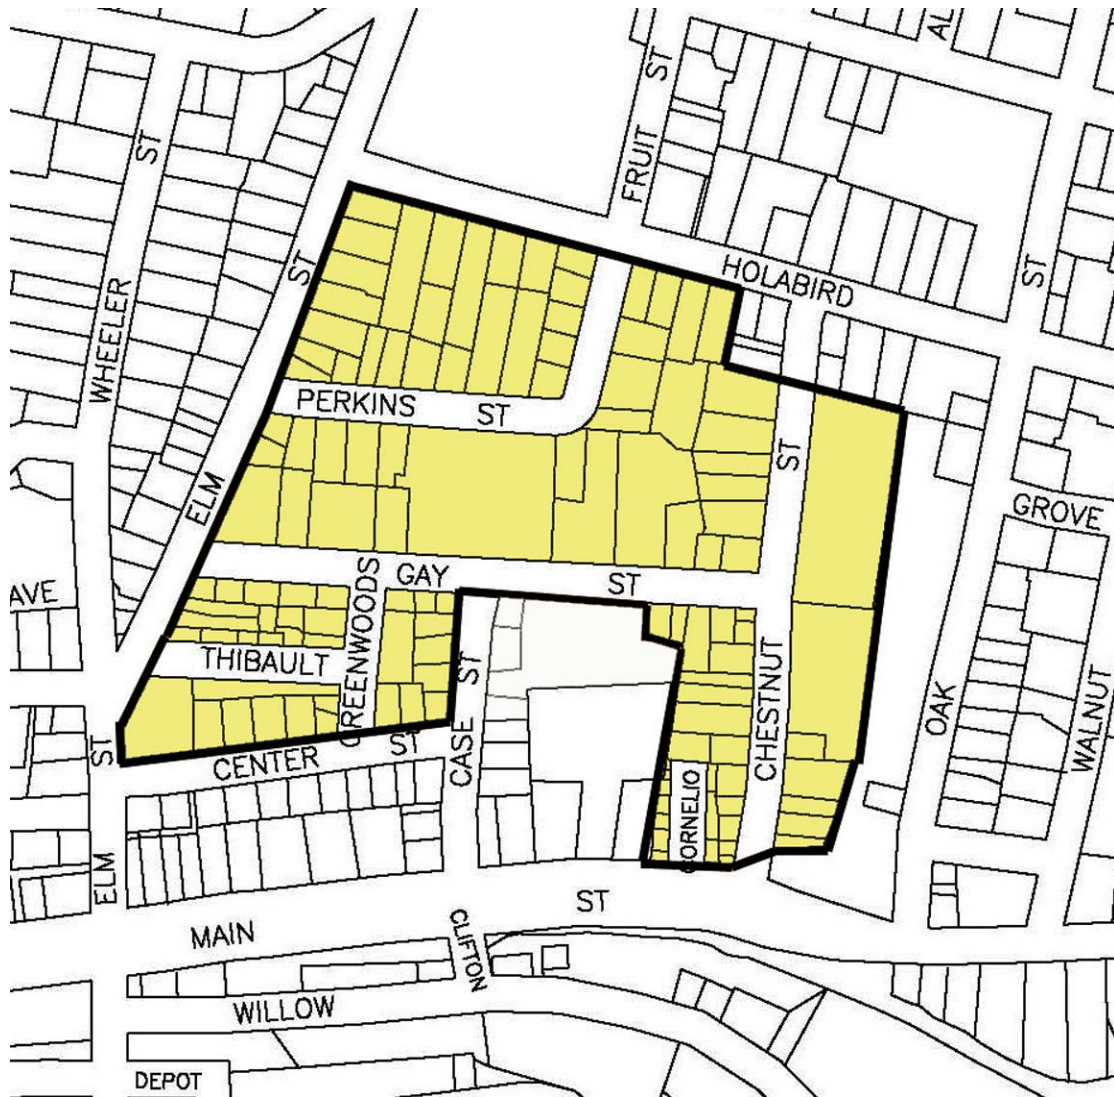 AL
ST
FRUIT
ST
WHEELER
ST
HOLABIRD
ST
PERKINS ST
ST
ELM
GROVE
AVE
GAY ST
GREENWOODS
THIBAULT
ST
CHESTNUT
OAK
WALNUT
ST
CENTER ST
CASE
CORNELIO
ELM
MAIN ST
CLIFTON
WILLOW
DEPOT